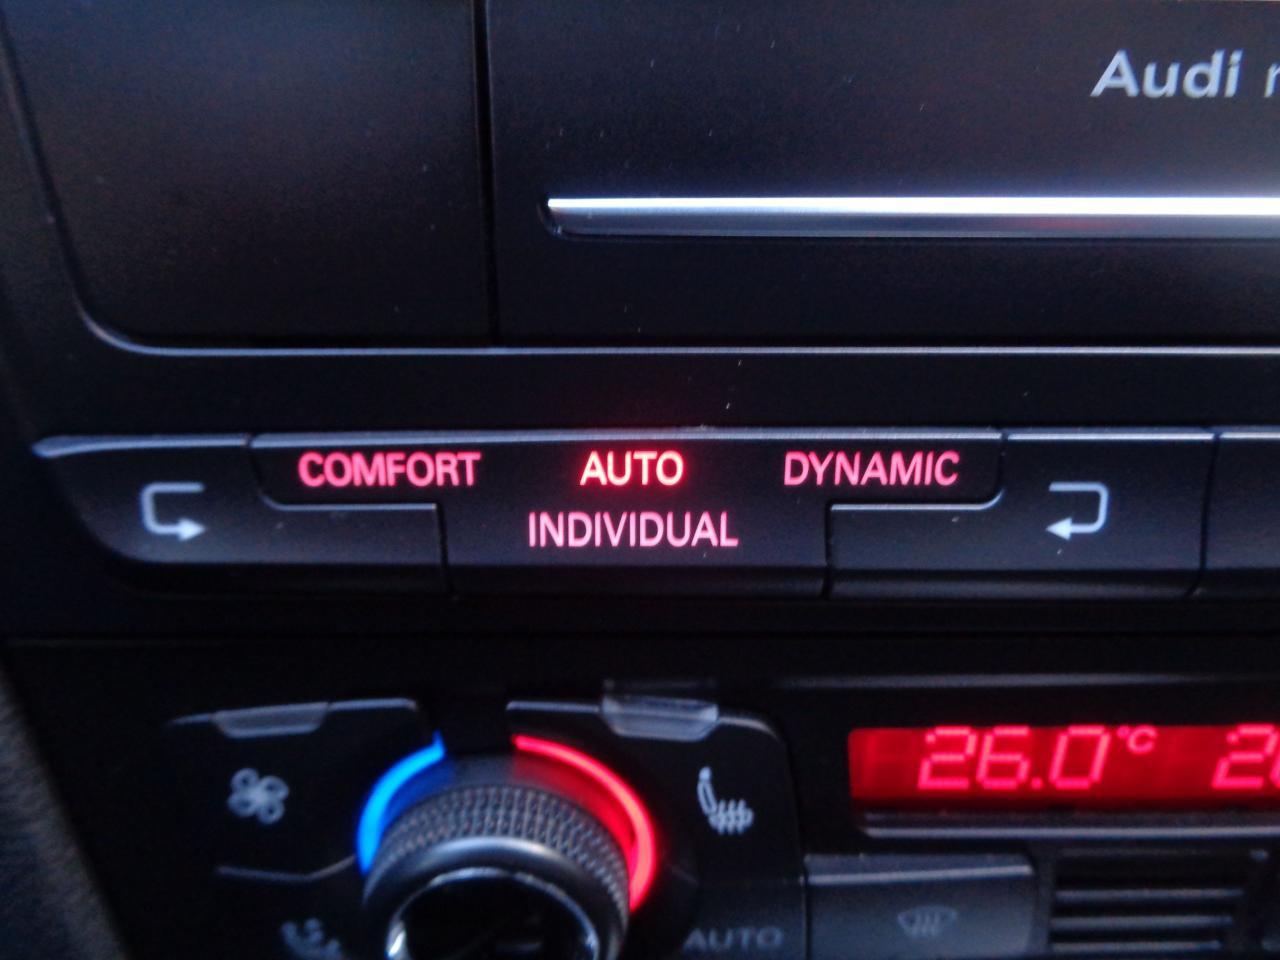 Audi
COMFORT AUTO DYNAMIC
INDIVIDUAL
26.0°C
AUTO